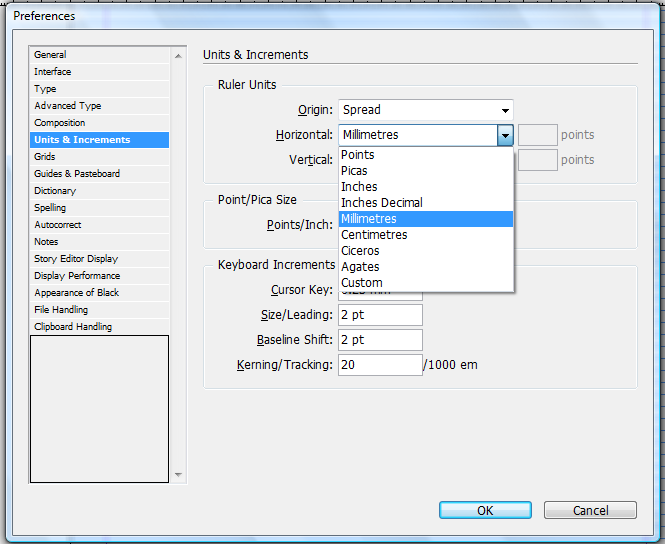 Preferences
General
Interface
Type
Advanced Type
Composition
Units & Increments
Grids
Guides & Pasteboard
Dictionary
Spelling
Autocorrect
Notes
Story Editor Display
Display Performance
Appearance of Black
File Handling
Clipboard Handling
Units & Increments
Ruler Units
Origin: Spread
Horizontal: Millimetres points
Vertical: points
Points
Picas
Inches
Inches Decimal
Millimetres
Centimetres
Ciceros
Agates
Custom
Point/Pica Size
Points/Inch:
Keyboard Increments
Cursor Key:
Size/Leading: 2 pt
Baseline Shift: 2 pt
Kerning/Tracking: 20 /1000 em
OK Cancel